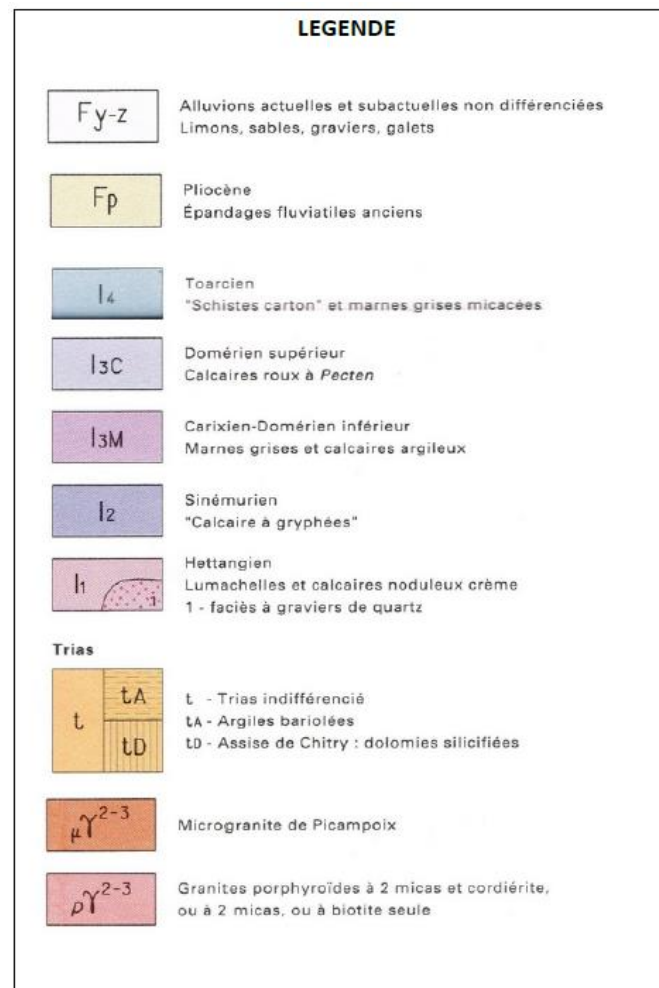 LEGENDE
Fy-z
Alluvions actuelles et subactuelles non différenciées
Limons, sables, graviers, galets
Fp
Pliocène
Épandages fluviatiles anciens
l4
Toarcien
"Schistes carton" et marnes grises micacées
l3C
Domérien supérieur
Calcaires roux à Pecten
l3M
Carixien-Domérien inférieur
Marnes grises et calcaires argileux
l2
Sinémurien
"Calcaire à gryphées"
l1
1
Hettangien
Lumachelles et calcaires noduleux crème
1 - faciès à graviers de quartz
Trias
t
tA
tD
t - Trias indifférencié
tA - Argiles bariolées
tD - Assise de Chitry : dolomies silicifiées
μγ2-3
Microgranite de Picampoix
ργ2-3
Granites porphyroïdes à 2 micas et cordiérite,
ou à 2 micas, ou à biotite seule